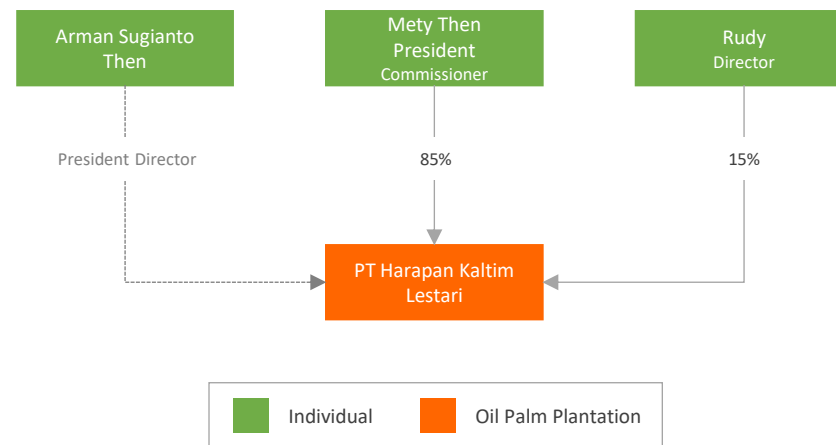 Arman Sugianto
Then
Mety Then
President
Commissioner
Rudy
Director
President Director
85%
15%
PT Harapan Kaltim
Lestari
Individual
Oil Palm Plantation